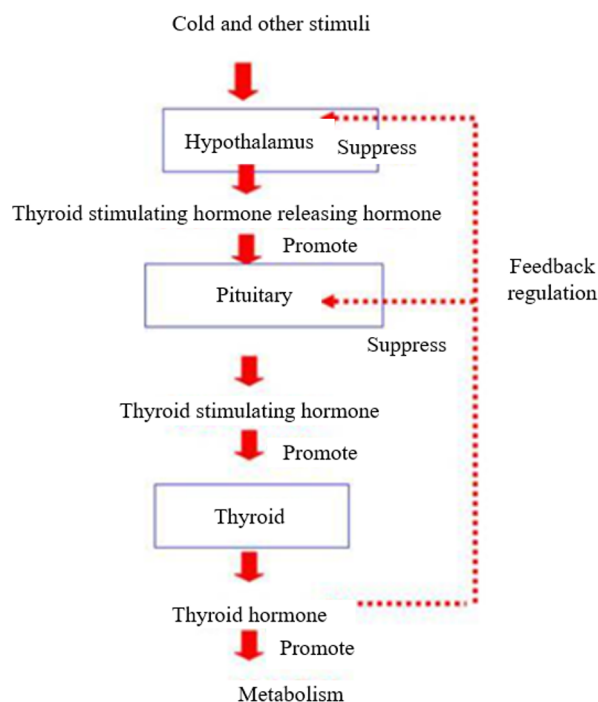 Cold and other stimuli
Hypothalamus
Suppress
Thyroid stimulating hormone releasing hormone
Promote
Feedback
regulation
Pituitary
Suppress
Thyroid stimulating hormone
Promote
Thyroid
Thyroid hormone
Promote
Metabolism